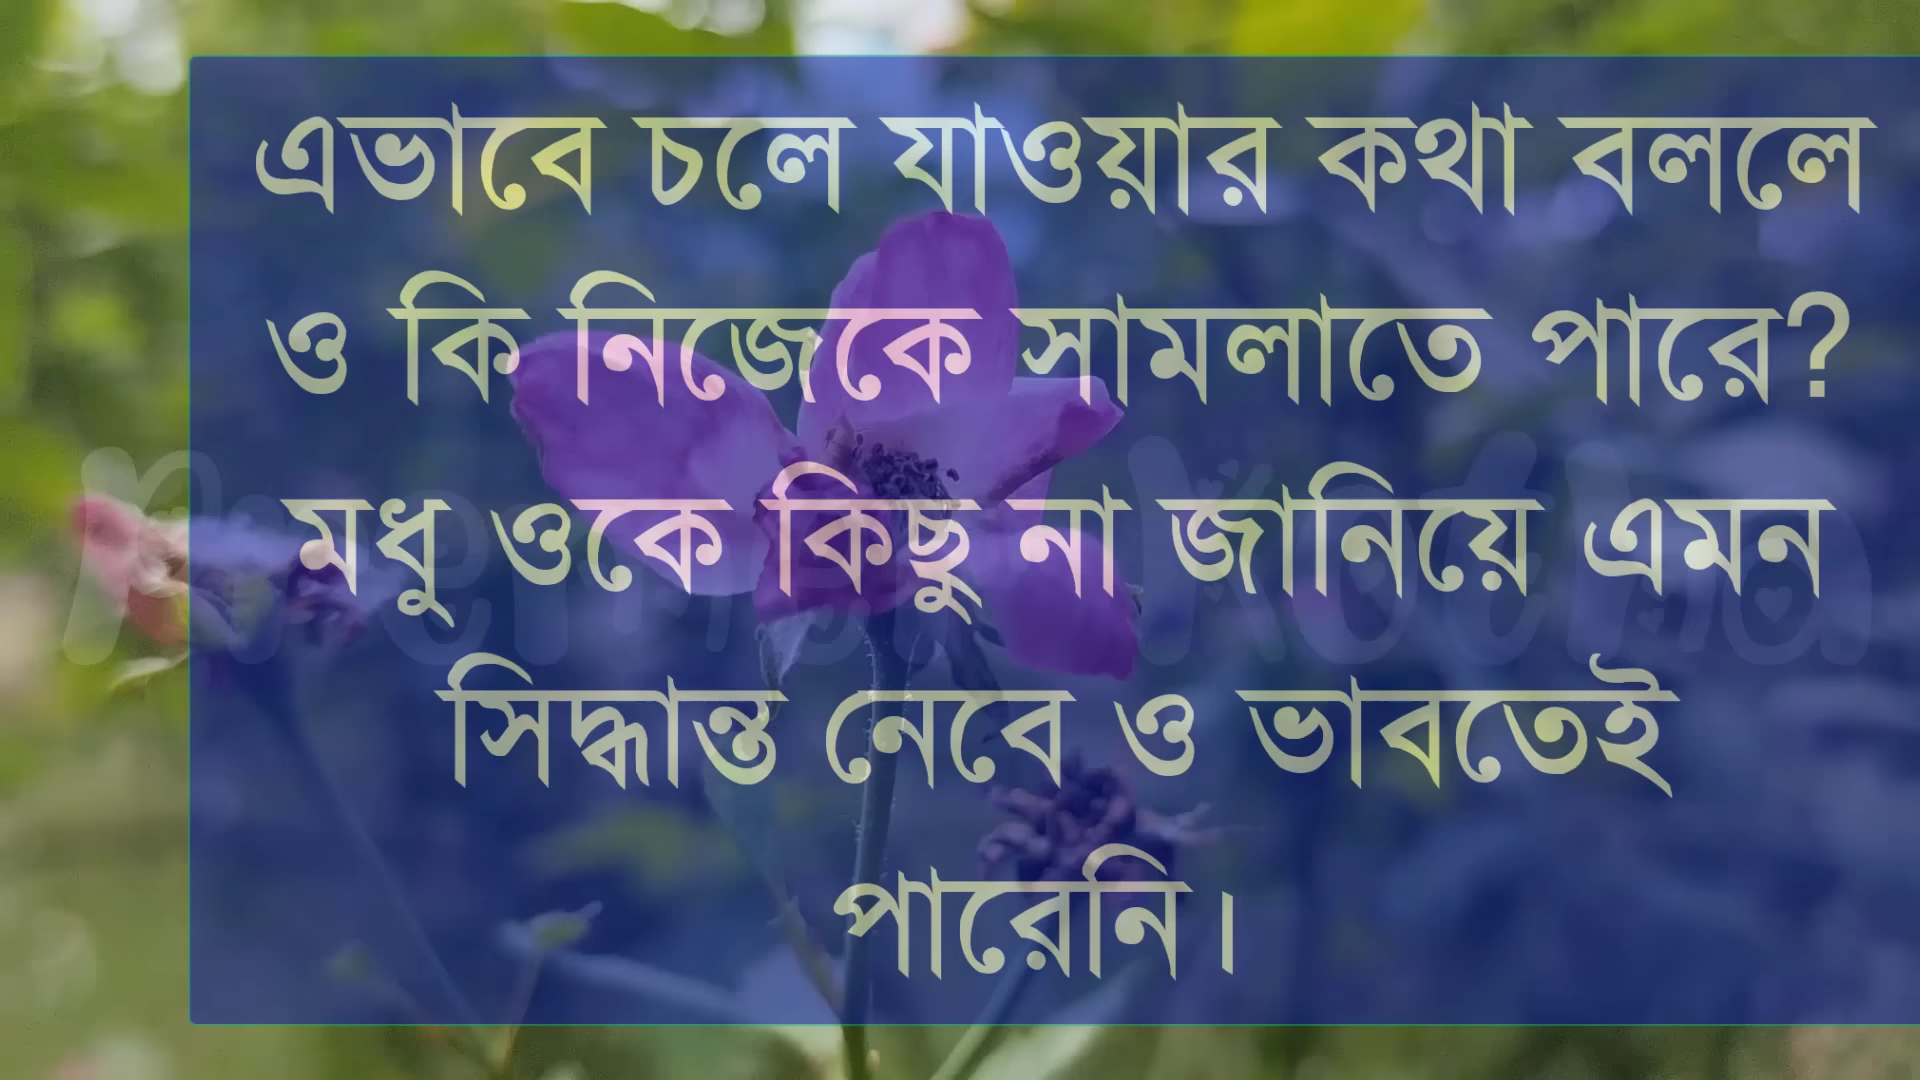 এভাবে চলে যাওয়ার কথা বললে
ও কি নিজেকে সামলাতে পারে?
মধু ওকে কিছু না জানিয়ে এমন
সিদ্ধান্ত নেবে ও ভাবতেই
পারেনি।